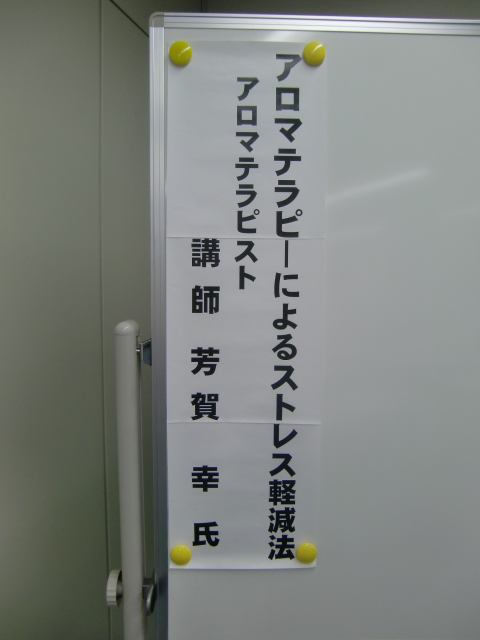 アロマテラピーによるストレス軽減法
アロマテラピスト
講師 芳賀 幸 氏